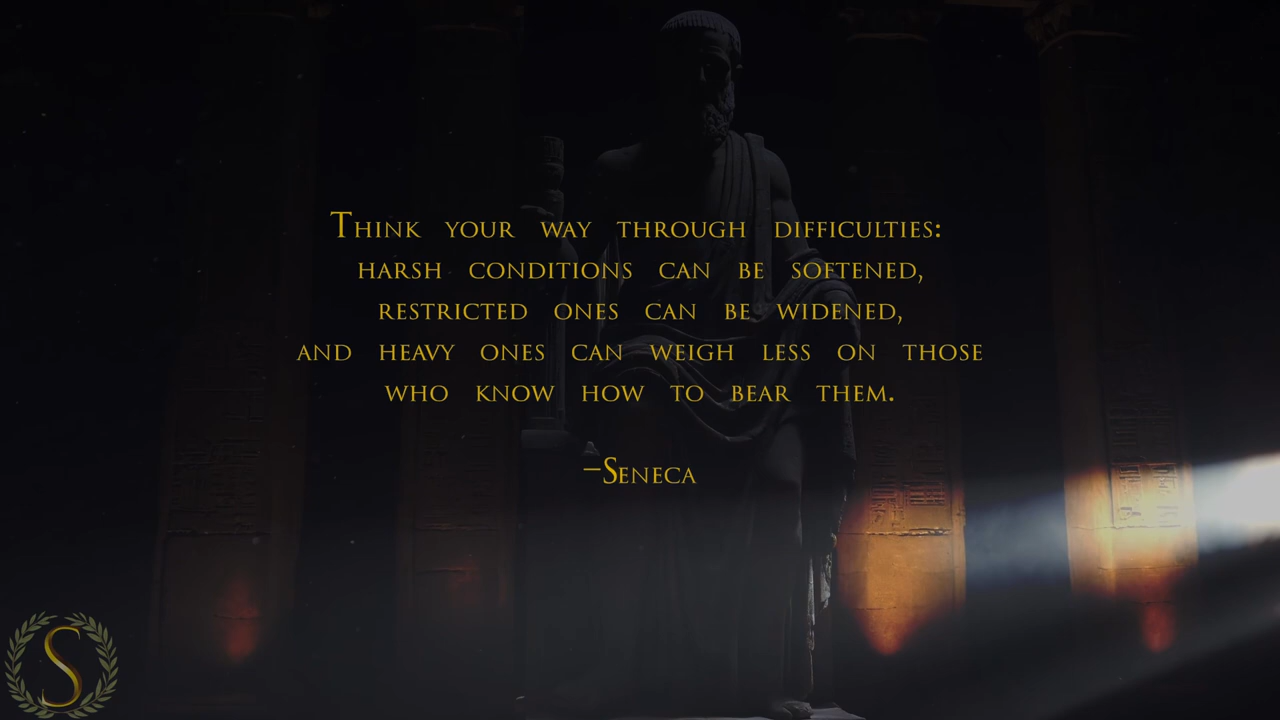 Think your way through difficulties:
harsh conditions can be softened,
restricted ones can be widened,
and heavy ones can weigh less on those
who know how to bear them.
–Seneca
S